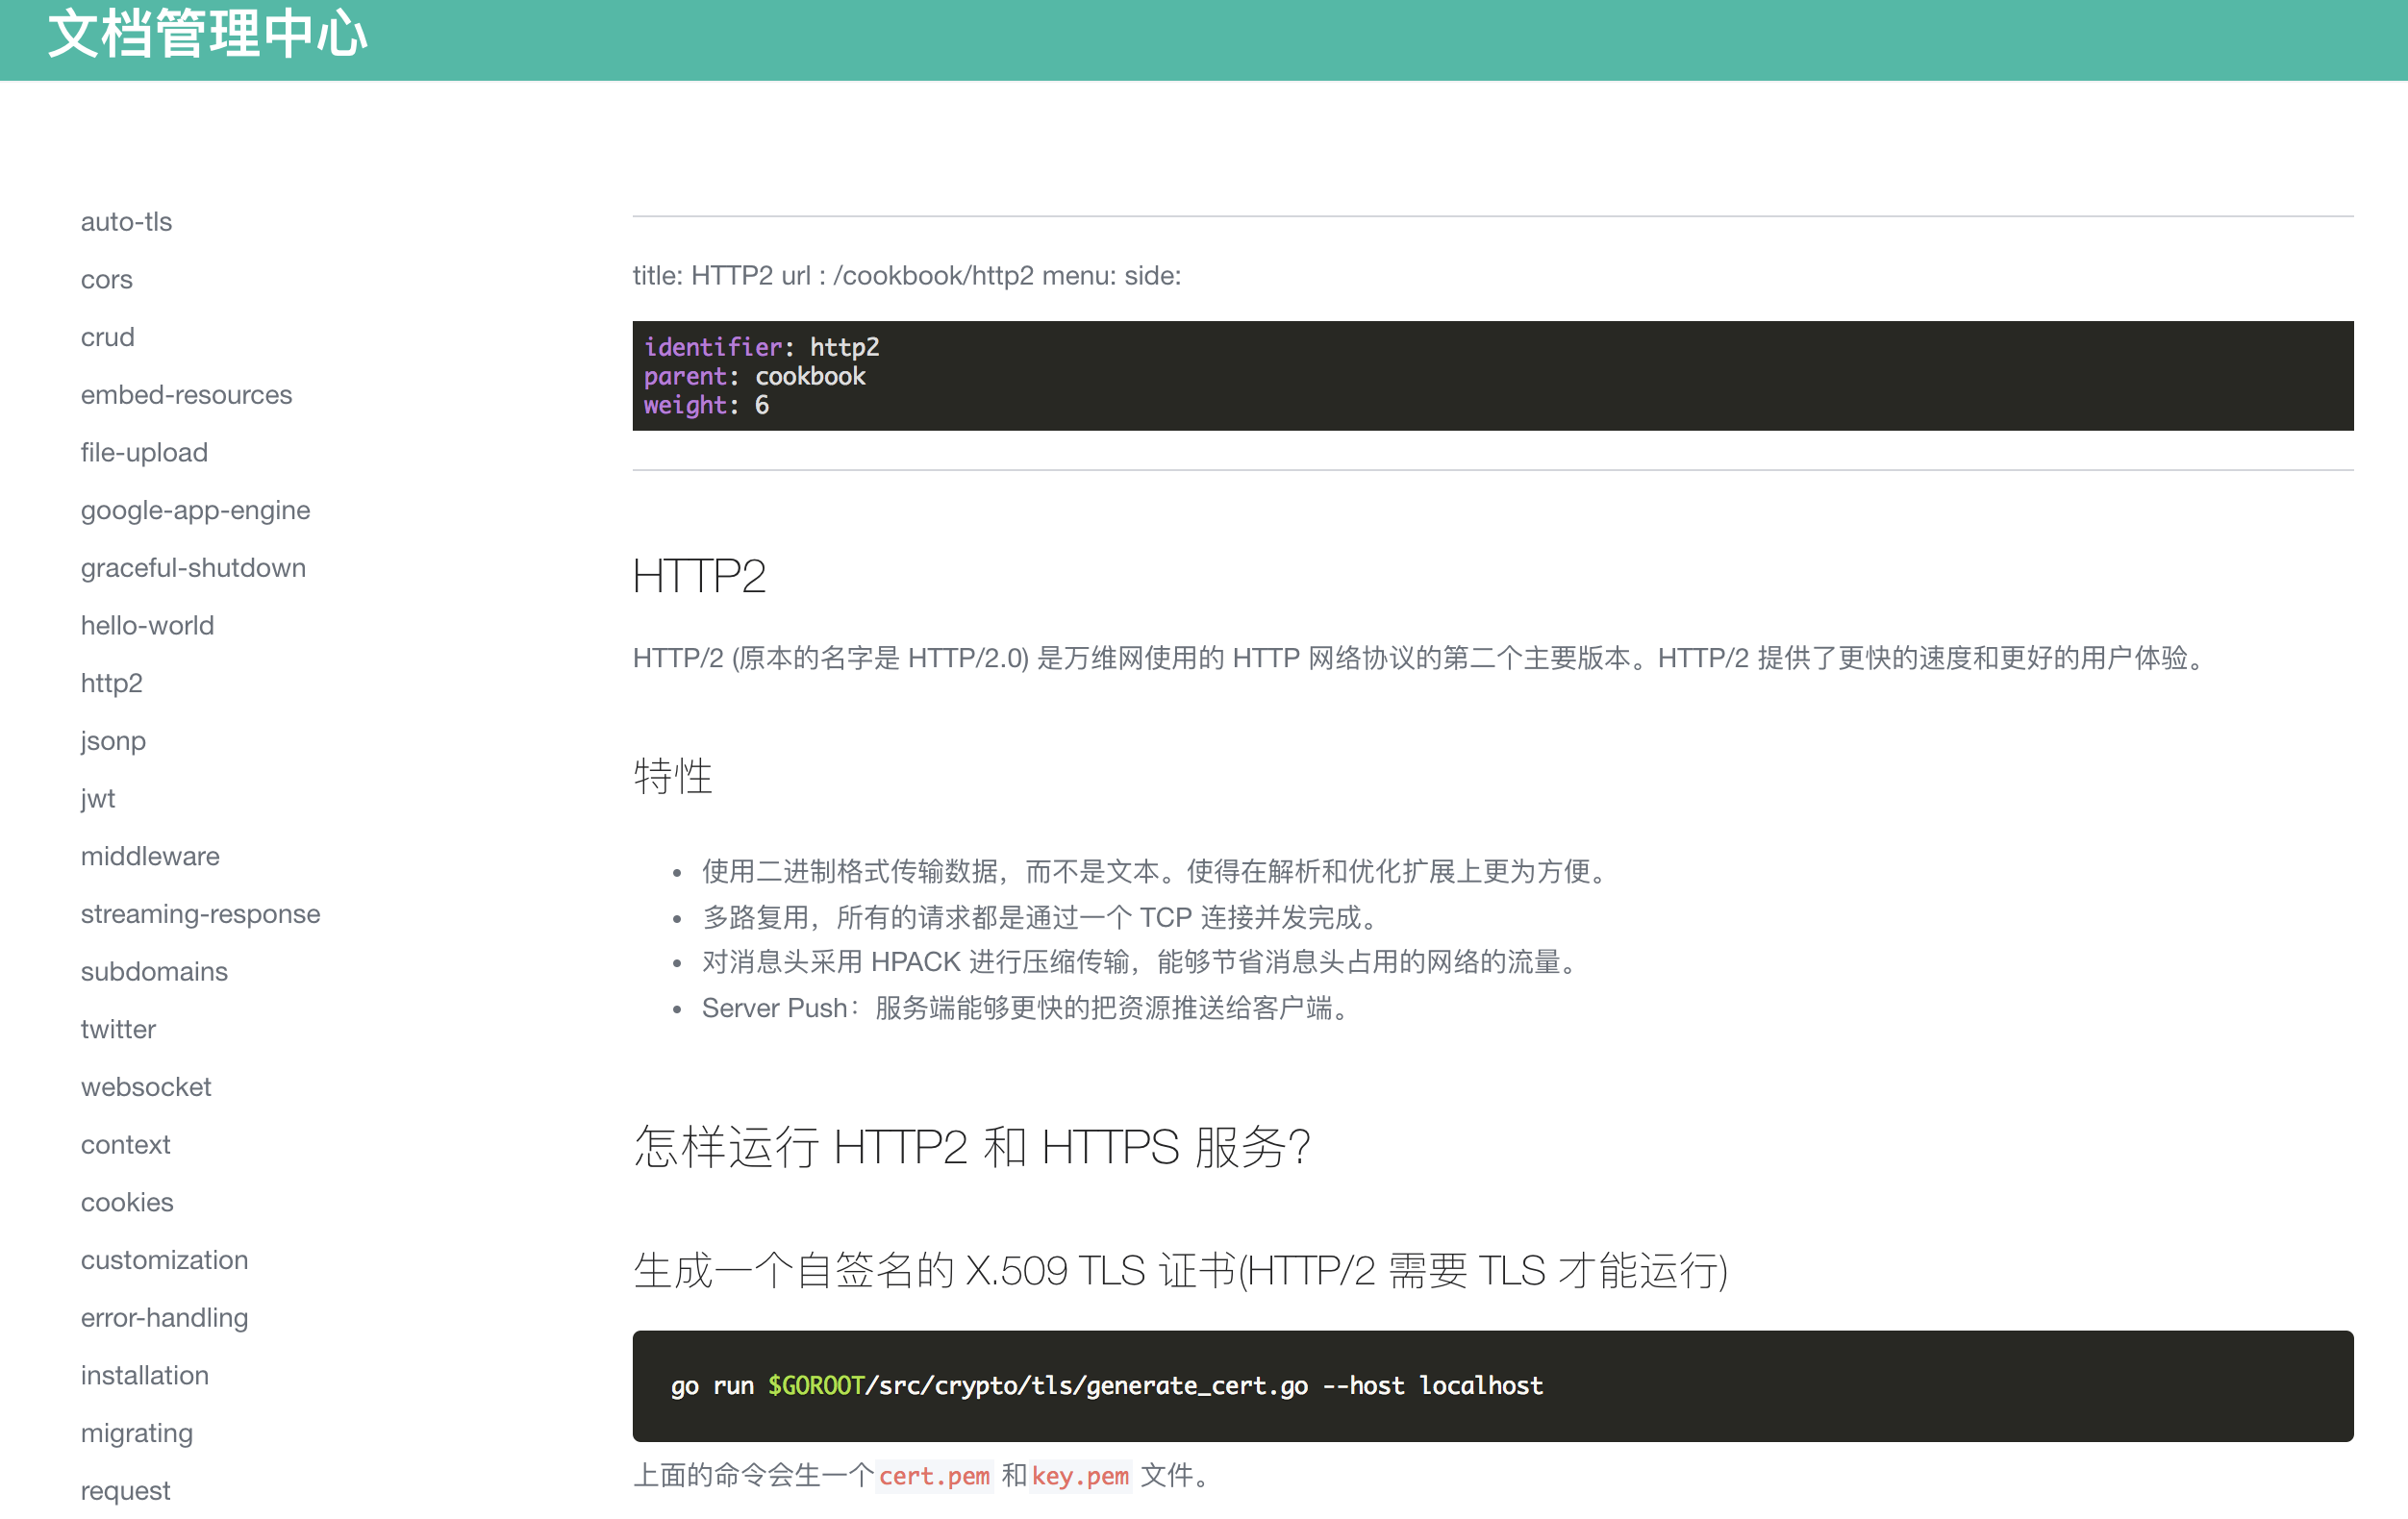 文档管理中心
auto-tls
cors
crud
embed-resources
file-upload
google-app-engine
graceful-shutdown
hello-world
http2
jsonp
jwt
middleware
streaming-response
subdomains
twitter
websocket
context
cookies
customization
error-handling
installation
migrating
request
title: HTTP2 url : /cookbook/http2 menu: side:
identifier: http2
parent: cookbook
weight: 6
HTTP2
HTTP/2 (原本的名字是 HTTP/2.0) 是万维网使用的 HTTP 网络协议的第二个主要版本。HTTP/2 提供了更快的速度和更好的用户体验。
特性
• 使用二进制格式传输数据，而不是文本。使得在解析和优化扩展上更为方便。
• 多路复用，所有的请求都是通过一个 TCP 连接并发完成。
• 对消息头采用 HPACK 进行压缩传输，能够节省消息头占用的网络的流量。
• Server Push：服务端能够更快的把资源推送给客户端。
怎样运行 HTTP2 和 HTTPS 服务？
生成一个自签名的 X.509 TLS 证书(HTTP/2 需要 TLS 才能运行)
go run $GOROOT/src/crypto/tls/generate_cert.go --host localhost
上面的命令会生一个 cert.pem 和 key.pem 文件。